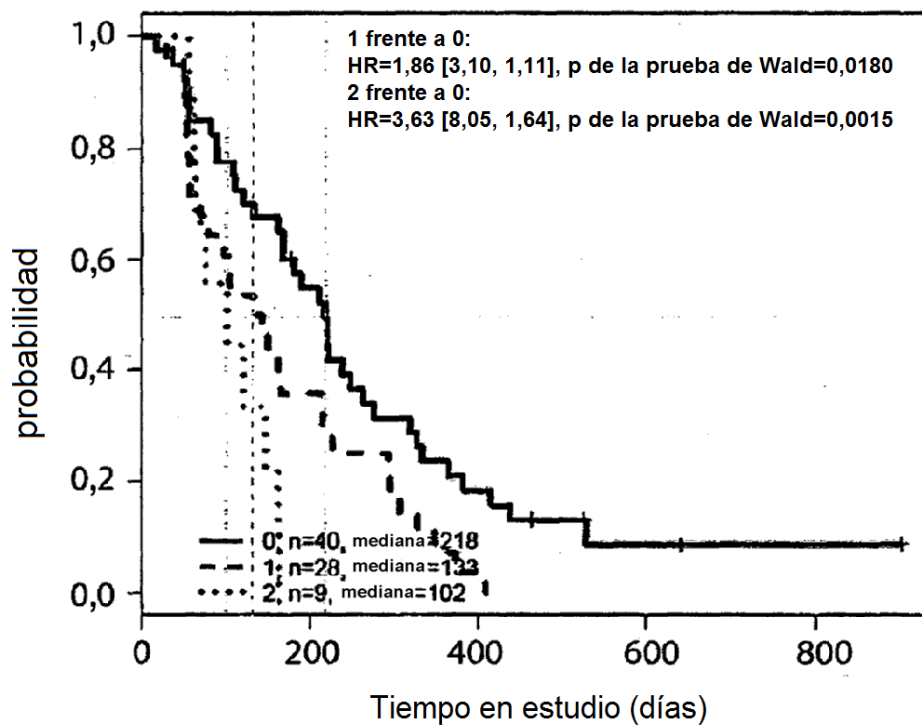 1 frente a 0:
HR=1,86 [3,10, 1,11], p de la prueba de Wald=0,0180
2 frente a 0:
HR=3,63 [8,05, 1,64], p de la prueba de Wald=0,0015
1,0
0,8
0,6
0,4
0,2
0,0
probabilidad
0, n=40, mediana=218
1, n=28, mediana=133
2, n=9, mediana=102
0 200 400 600 800
Tiempo en estudio (días)